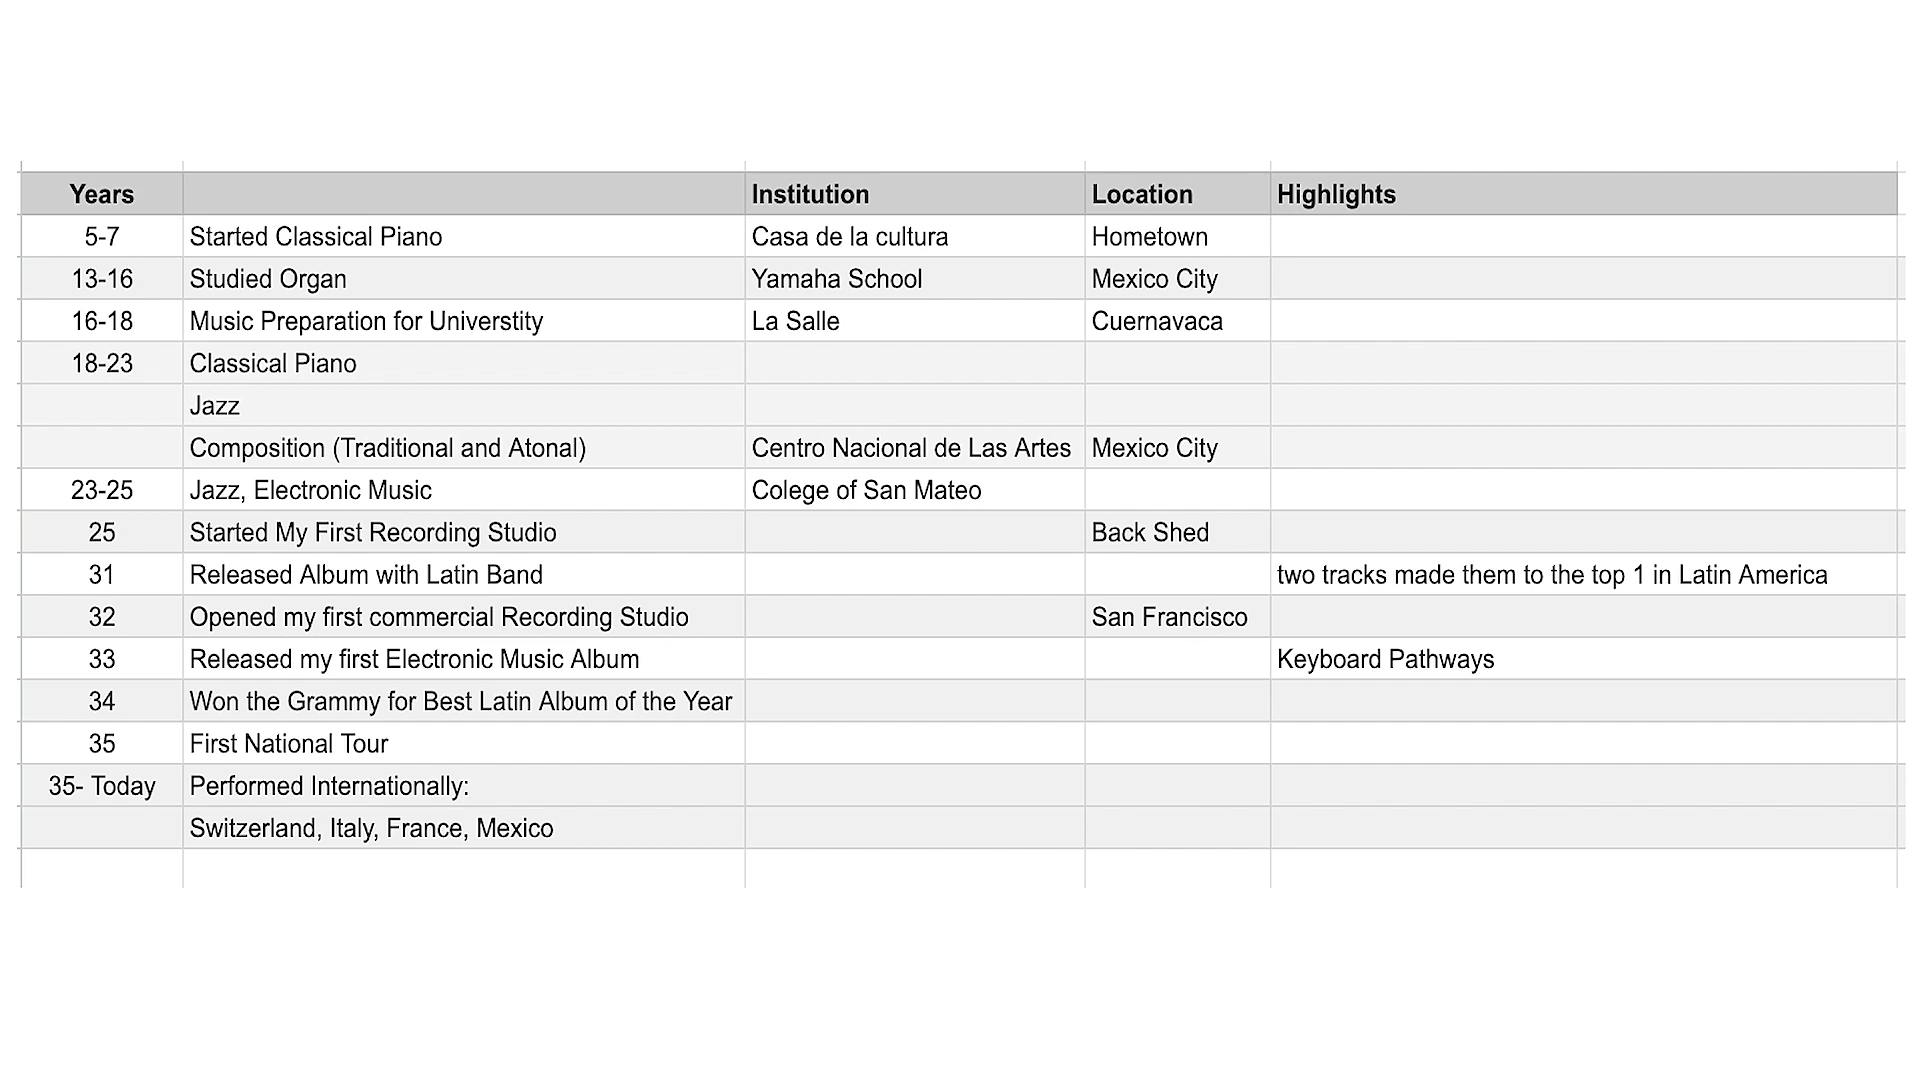 Years Institution Location Highlights
5-7 Started Classical Piano Casa de la cultura Hometown
13-16 Studied Organ Yamaha School Mexico City
16-18 Music Preparation for Universtity La Salle Cuernavaca
18-23 Classical Piano
Jazz
Composition (Traditional and Atonal) Centro Nacional de Las Artes Mexico City
23-25 Jazz, Electronic Music Colege of San Mateo
25 Started My First Recording Studio Back Shed
31 Released Album with Latin Band two tracks made them to the top 1 in Latin America
32 Opened my first commercial Recording Studio San Francisco
33 Released my first Electronic Music Album Keyboard Pathways
34 Won the Grammy for Best Latin Album of the Year
35 First National Tour
35- Today Performed Internationally:
Switzerland, Italy, France, Mexico